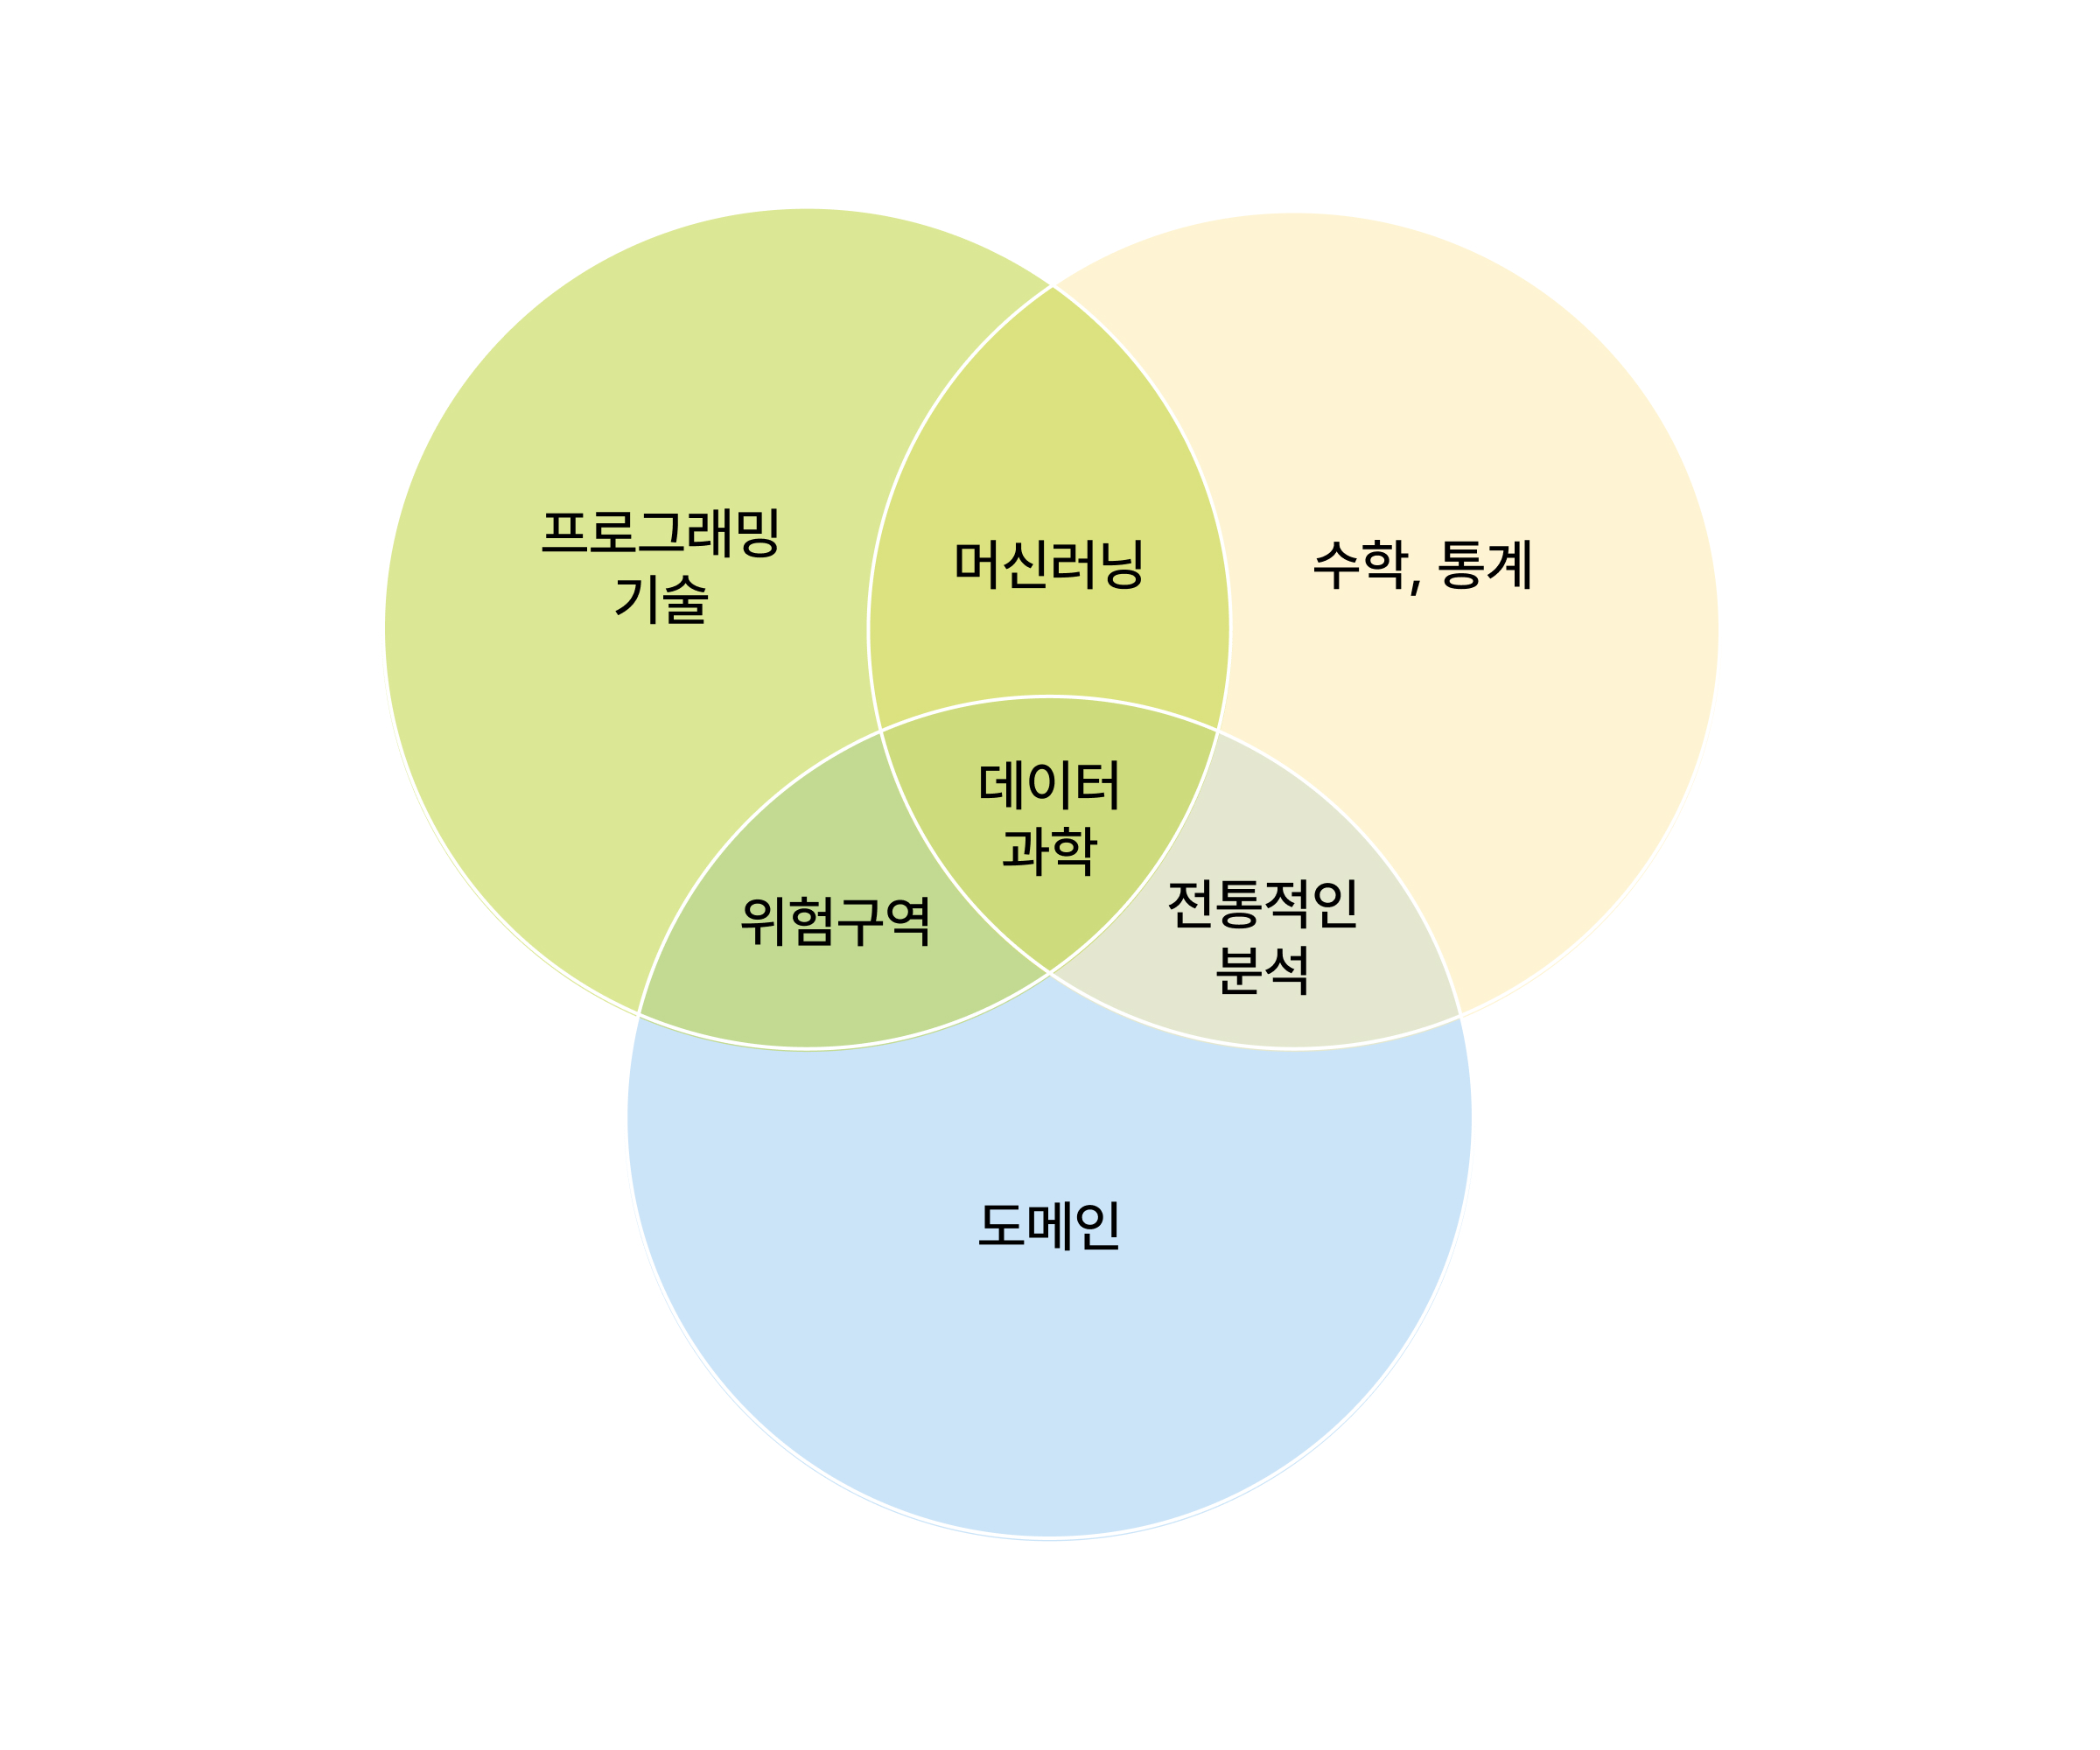 프로그래밍
기술
머신러닝
수학, 통계
데이터
과학
위험구역
전통적인
분석
도메인